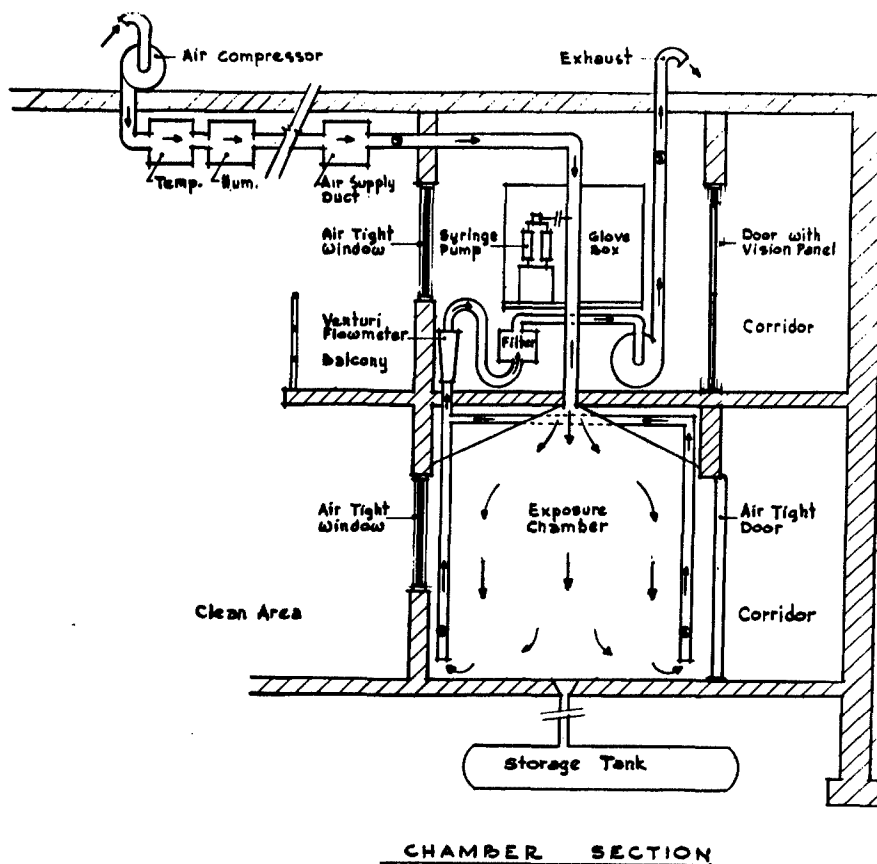 Air Compressor
Exhaust
Temp.
Hum.
Air Supply
Duct
Air Tight
Window
Syringe
Pump
Glove
Box
Door with
Vision Panel
Venturi
Flowmeter
Filter
Corridor
Balcony
Air Tight
Window
Exposure
Chamber
Air Tight
Door
Clean Area
Corridor
Storage Tank
CHAMBER SECTION